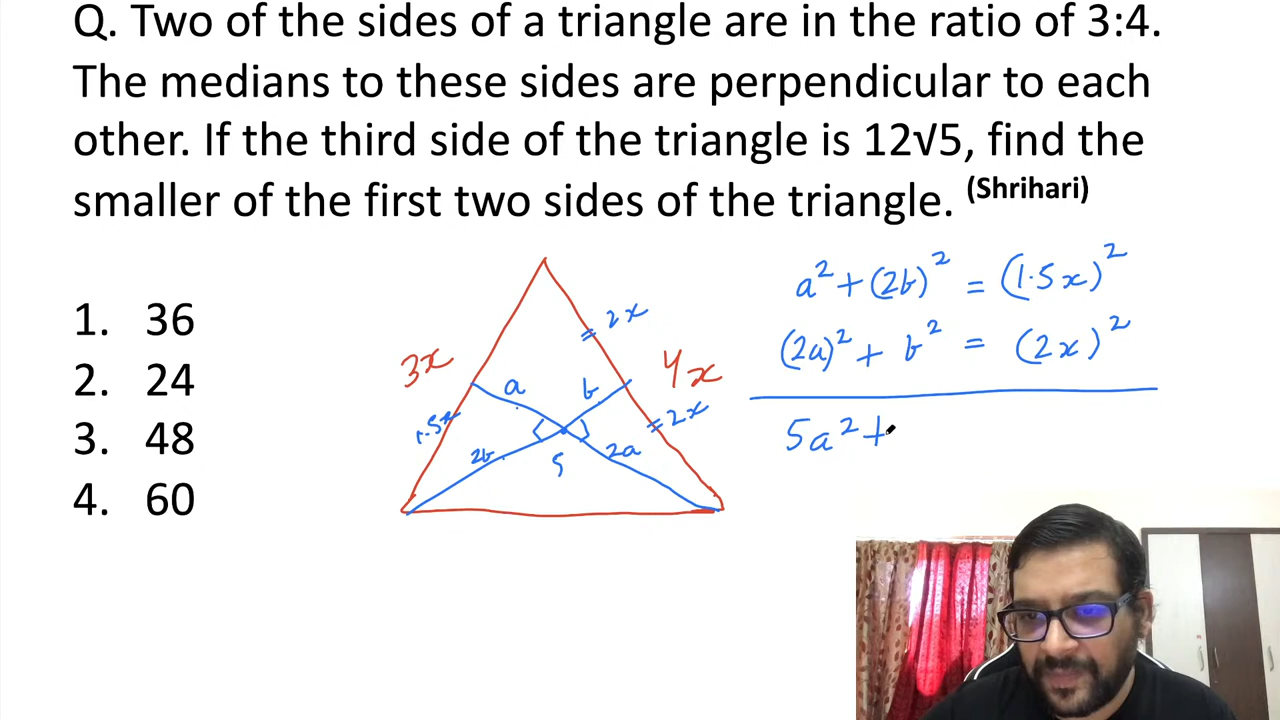 Q. Two of the sides of a triangle are in the ratio of 3:4.
The medians to these sides are perpendicular to each
other. If the third side of the triangle is 12√5, find the
smaller of the first two sides of the triangle. (Shrihari)
1. 36
2. 24
3. 48
4. 60
3x
1.5x
a
b
2x
4x
2x
2b
2a
G
a² + (2b)² = (1.5x)²
(2a)² + b² = (2x)²
5a² +